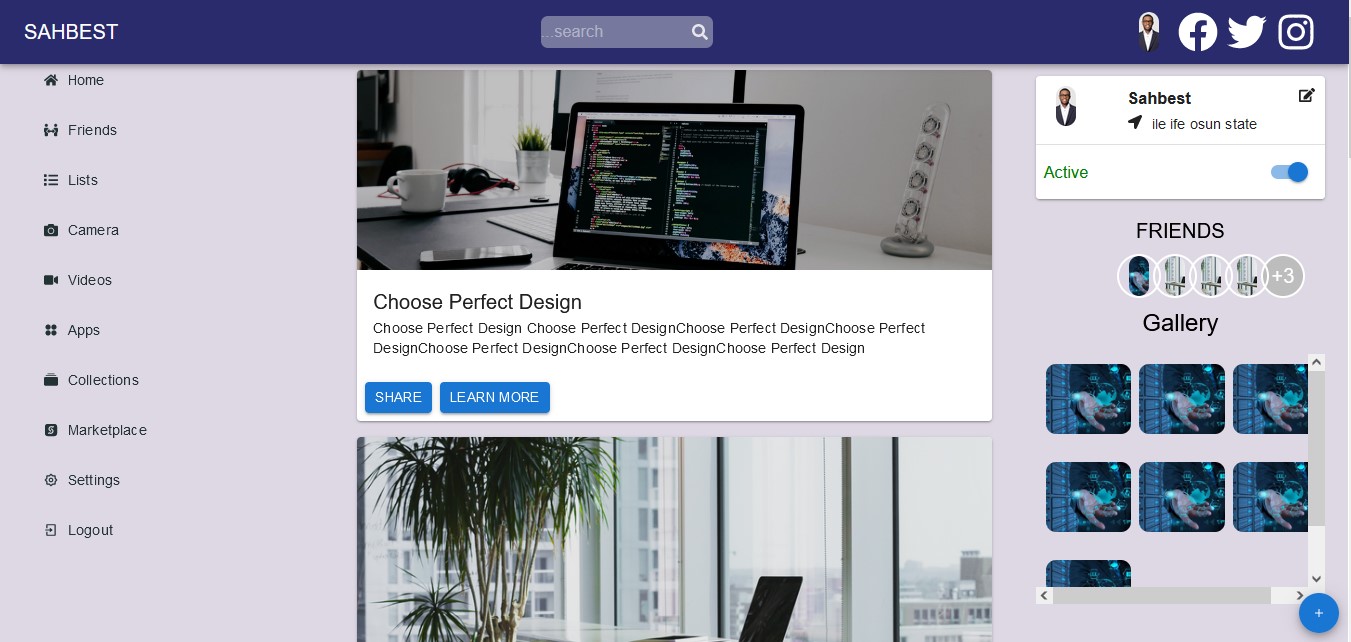 SAHBEST
...search
Home
Friends
Lists
Camera
Videos
Apps
Collections
Marketplace
Settings
Logout
Choose Perfect Design
Choose Perfect Design Choose Perfect DesignChoose Perfect DesignChoose Perfect
DesignChoose Perfect DesignChoose Perfect DesignChoose Perfect Design
SHARE LEARN MORE
Sahbest
ile ife osun state
Active
FRIENDS
+3
Gallery
+